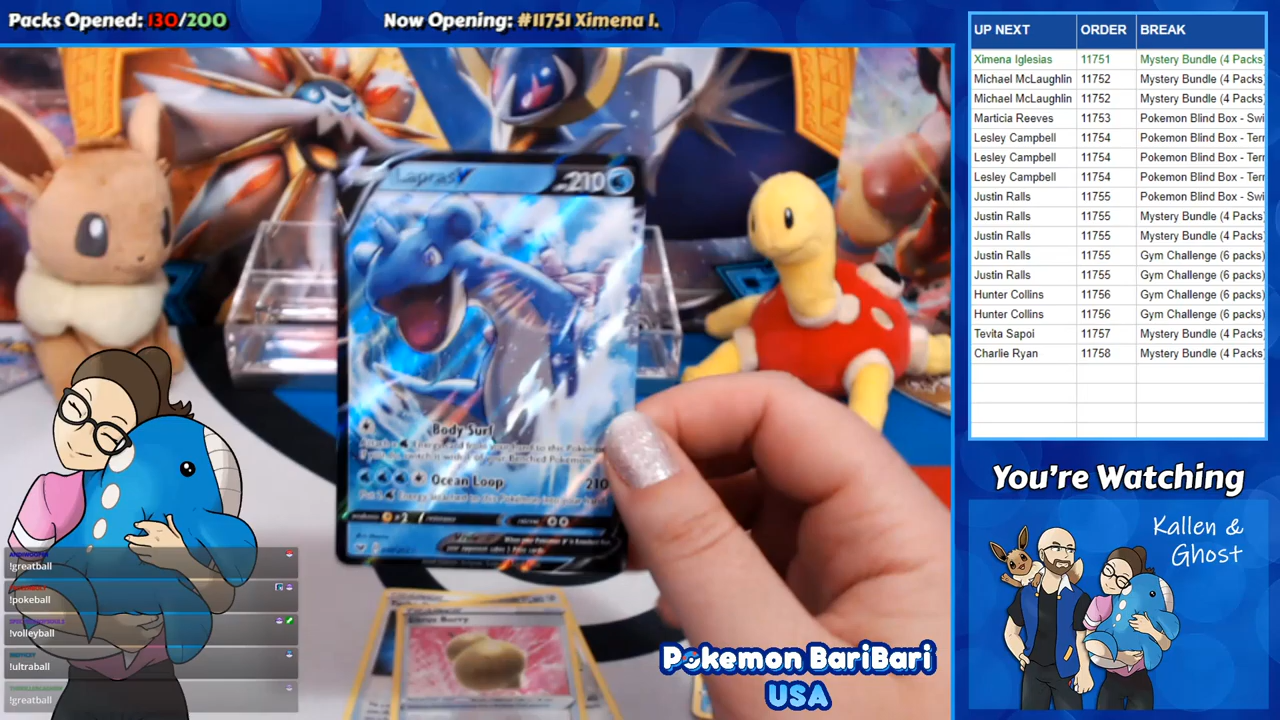 Packs Opened: 130/200
Now Opening: #11751 Ximena I.
UP NEXT ORDER BREAK
Ximena Iglesias 11751 Mystery Bundle (4 Packs)
Michael McLaughlin 11752 Mystery Bundle (4 Packs)
Michael McLaughlin 11752 Mystery Bundle (4 Packs)
Marticia Reeves 11753 Pokemon Blind Box - Swi
Lesley Campbell 11754 Pokemon Blind Box - Terr
Lesley Campbell 11754 Pokemon Blind Box - Terr
Lesley Campbell 11754 Pokemon Blind Box - Terr
Justin Ralls 11755 Pokemon Blind Box - Swi
Justin Ralls 11755 Mystery Bundle (4 Packs)
Justin Ralls 11755 Mystery Bundle (4 Packs)
Justin Ralls 11755 Gym Challenge (6 packs)
Justin Ralls 11755 Gym Challenge (6 packs)
Hunter Collins 11756 Gym Challenge (6 packs)
Hunter Collins 11756 Gym Challenge (6 packs)
Tevita Sapoi 11757 Mystery Bundle (4 Packs)
Charlie Ryan 11758 Mystery Bundle (4 Packs)
Lapras V 210
Body Surf
Ocean Loop 210
Berry
!greatball
!pokeball
!volleyball
!ultraball
!greatball
Pokemon BariBari
USA
You're Watching
Kallen &
Ghost